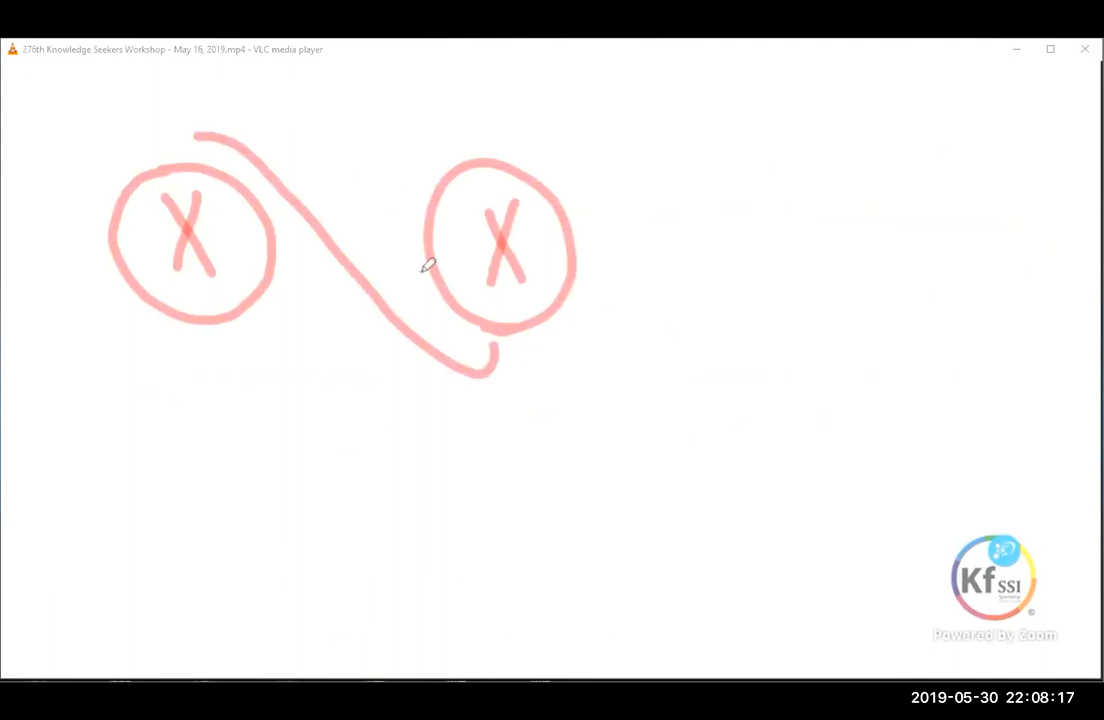 276th Knowledge Seekers Workshop - May 16, 2019.mp4 - VLC media player
X X
Kf SSI
Powered by Zoom
2019-05-30 22:08:17